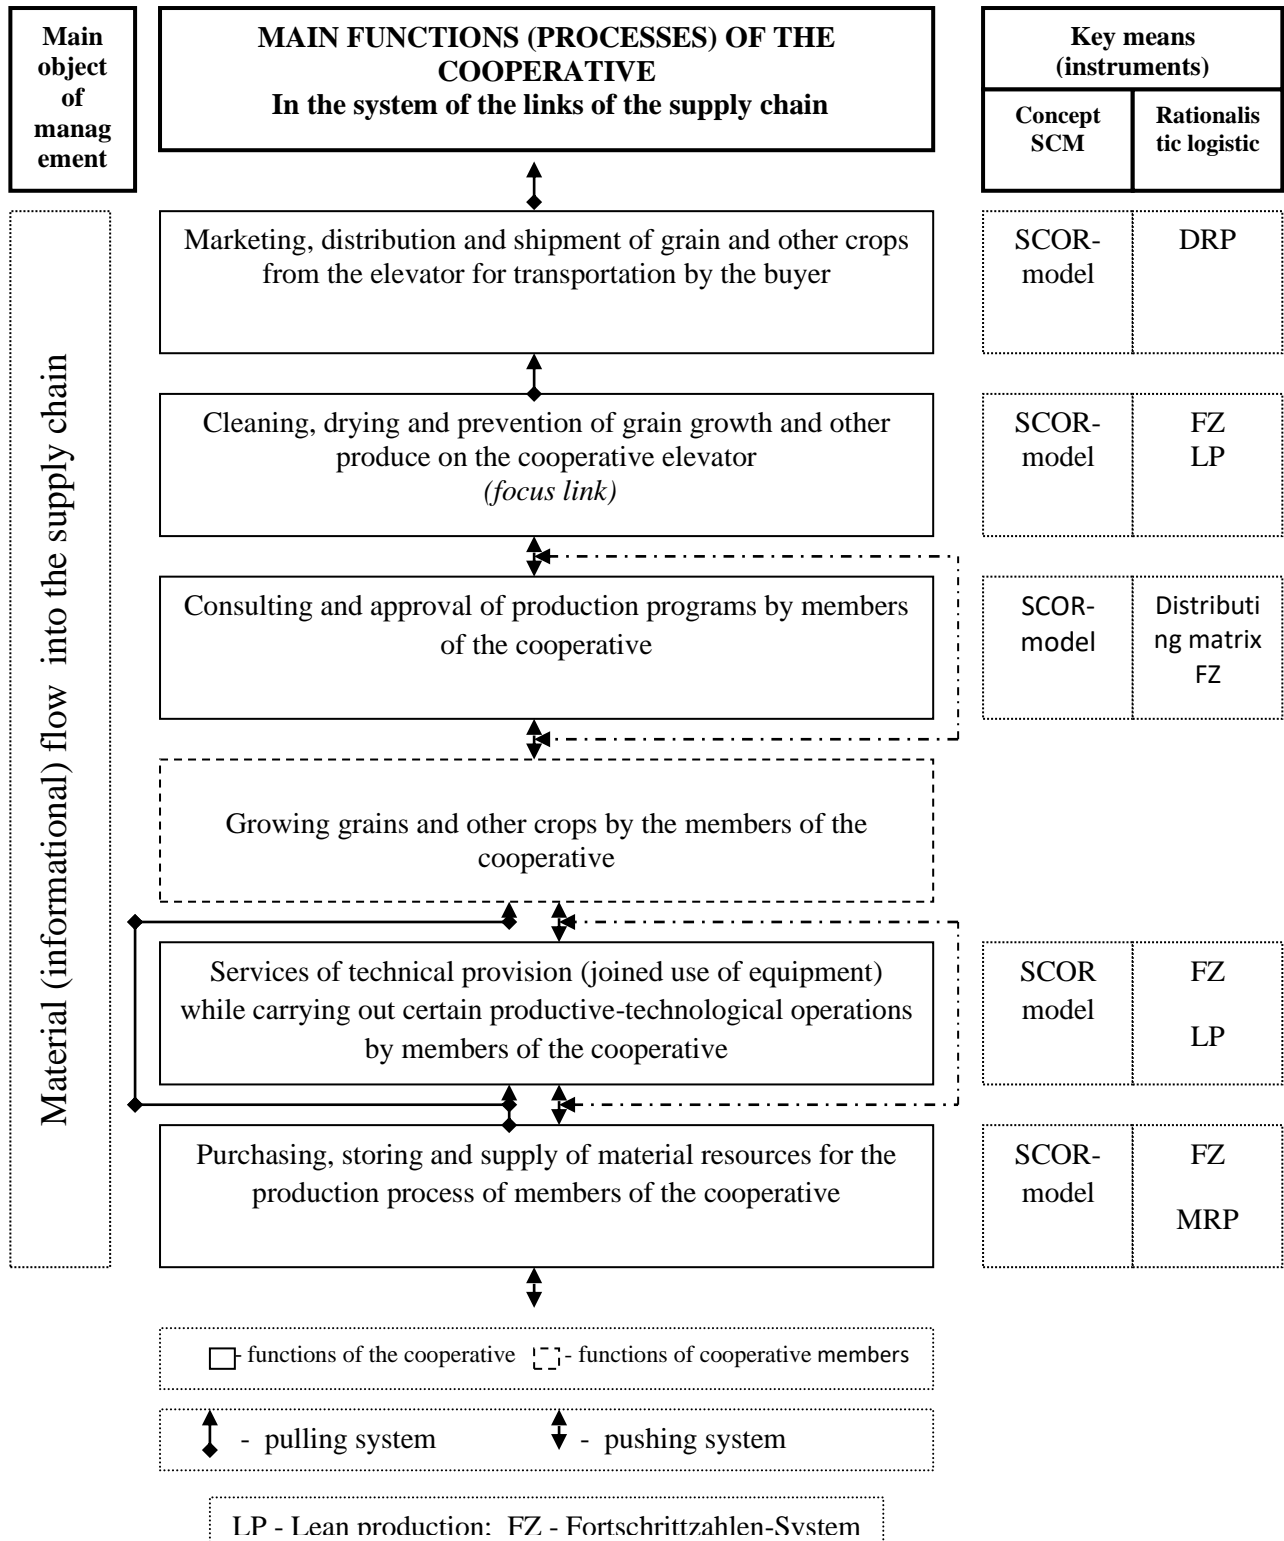 Main
object
of
manag
ement
MAIN FUNCTIONS (PROCESSES) OF THE
COOPERATIVE
In the system of the links of the supply chain
Key means
(instruments)
Concept
SCM
Rationalis
tic logistic
Material (informational) flow into the supply chain
Marketing, distribution and shipment of grain and other crops
from the elevator for transportation by the buyer
SCOR-
model
DRP
Cleaning, drying and prevention of grain growth and other
produce on the cooperative elevator
(focus link)
SCOR-
model
FZ
LP
Consulting and approval of production programs by members
of the cooperative
SCOR-
model
Distributi
ng matrix
FZ
Growing grains and other crops by the members of the
cooperative
Services of technical provision (joined use of equipment)
while carrying out certain productive-technological operations
by members of the cooperative
SCOR
model
FZ
LP
Purchasing, storing and supply of material resources for the
production process of members of the cooperative
SCOR-
model
FZ
MRP
- functions of the cooperative
- functions of cooperative members
- pulling system
- pushing system
LP - Lean production; FZ - Fortschrittzahlen-System